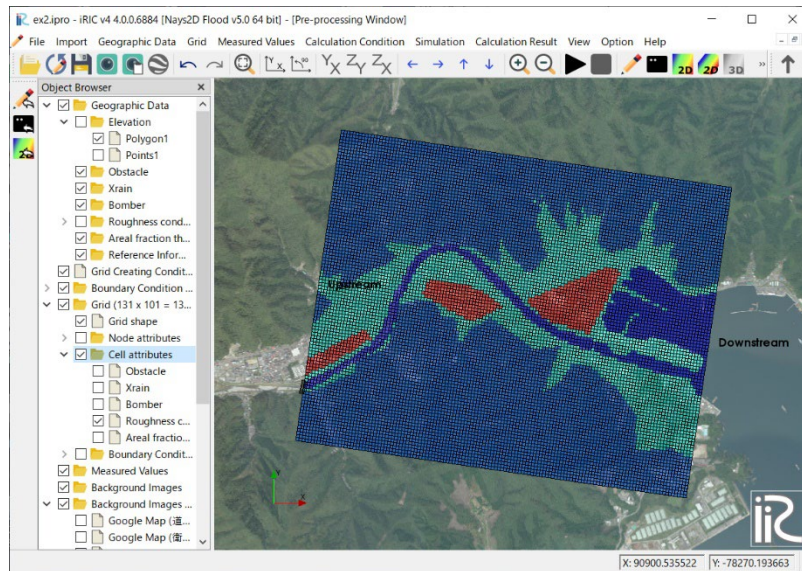 ex2.ipro - iRIC v4 4.0.0.6884 [Nays2D Flood v5.0 64 bit] - [Pre-processing Window]
File Import Geographic Data Grid Measured Values Calculation Condition Simulation Calculation Result View Option Help
Object Browser
Geographic Data
Elevation
Polygon1
Points1
Obstacle
Xrain
Bomber
Roughness cond...
Areal fraction th...
Reference Infor...
Grid Creating Condit...
Boundary Condition ...
Grid (131 x 101 = 13...
Grid shape
Node attributes
Cell attributes
Obstacle
Xrain
Bomber
Roughness c...
Areal fractio...
Boundary Condit...
Measured Values
Background Images
Background Images ...
Google Map (道...
Google Map (衛...
Upstream
Downstream
iRIC
X: 90900.535522 Y: -78270.193663